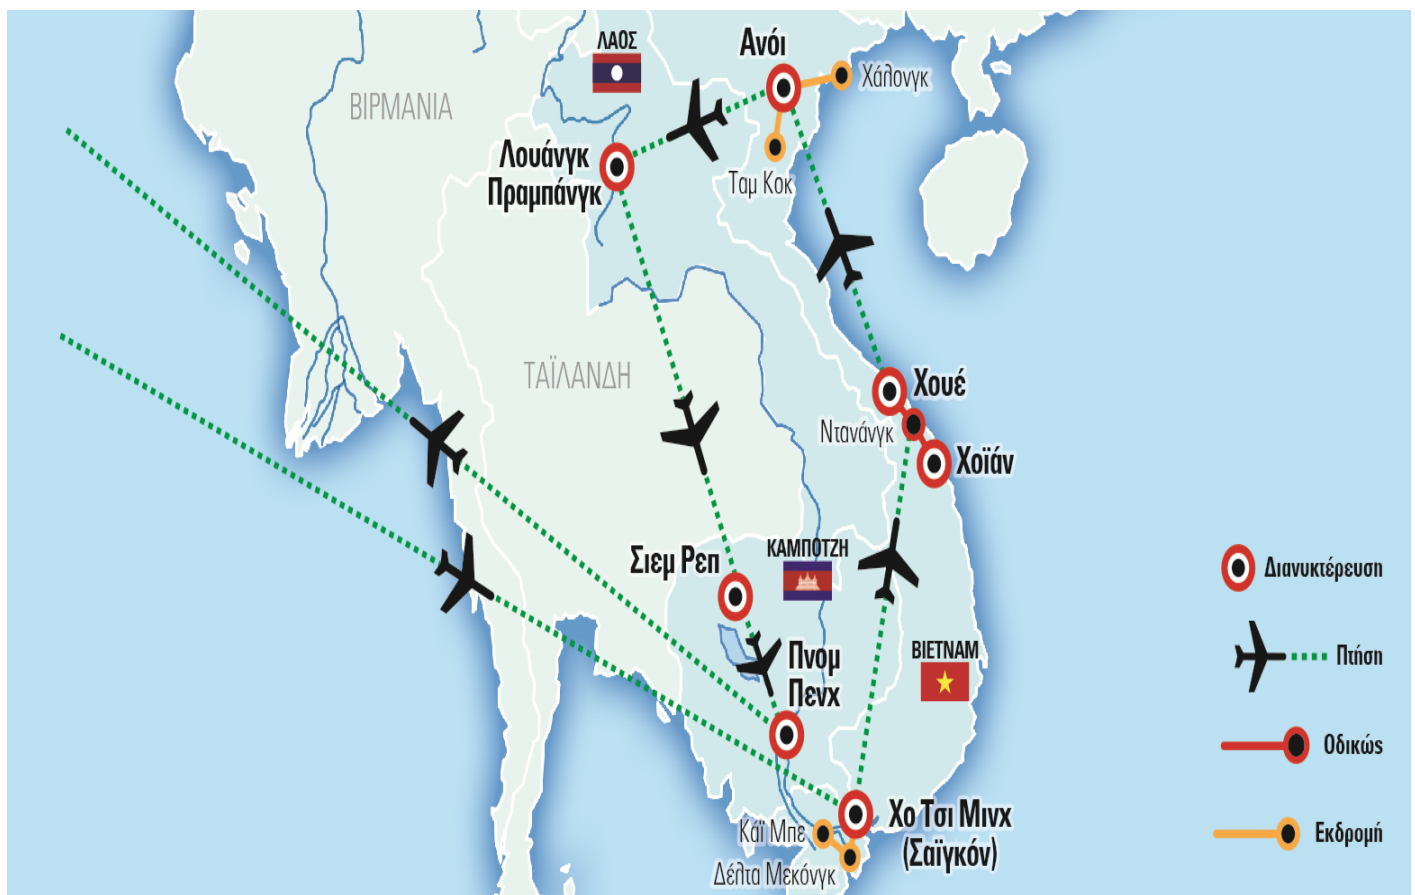 ΛΑΟΣ
Ανόι
Χάλονγκ
ΒΙΡΜΑΝΙΑ
Λουάνγκ
Πραμπάνγκ
Ταμ Κοκ
ΤΑΪΛΑΝΔΗ
Χουέ
Ντανάνγκ
Χοϊάν
Σιεμ Ρεπ
ΚΑΜΠΟΤΖΗ
Διανυκτέρευση
Πνομ
Πενχ
ΒΙΕΤΝΑΜ
Πτήση
Οδικώς
Κάϊ Μπε
Χο Τσι Μινχ
(Σαϊγκόν)
Δέλτα Μεκόνγκ
Εκδρομή